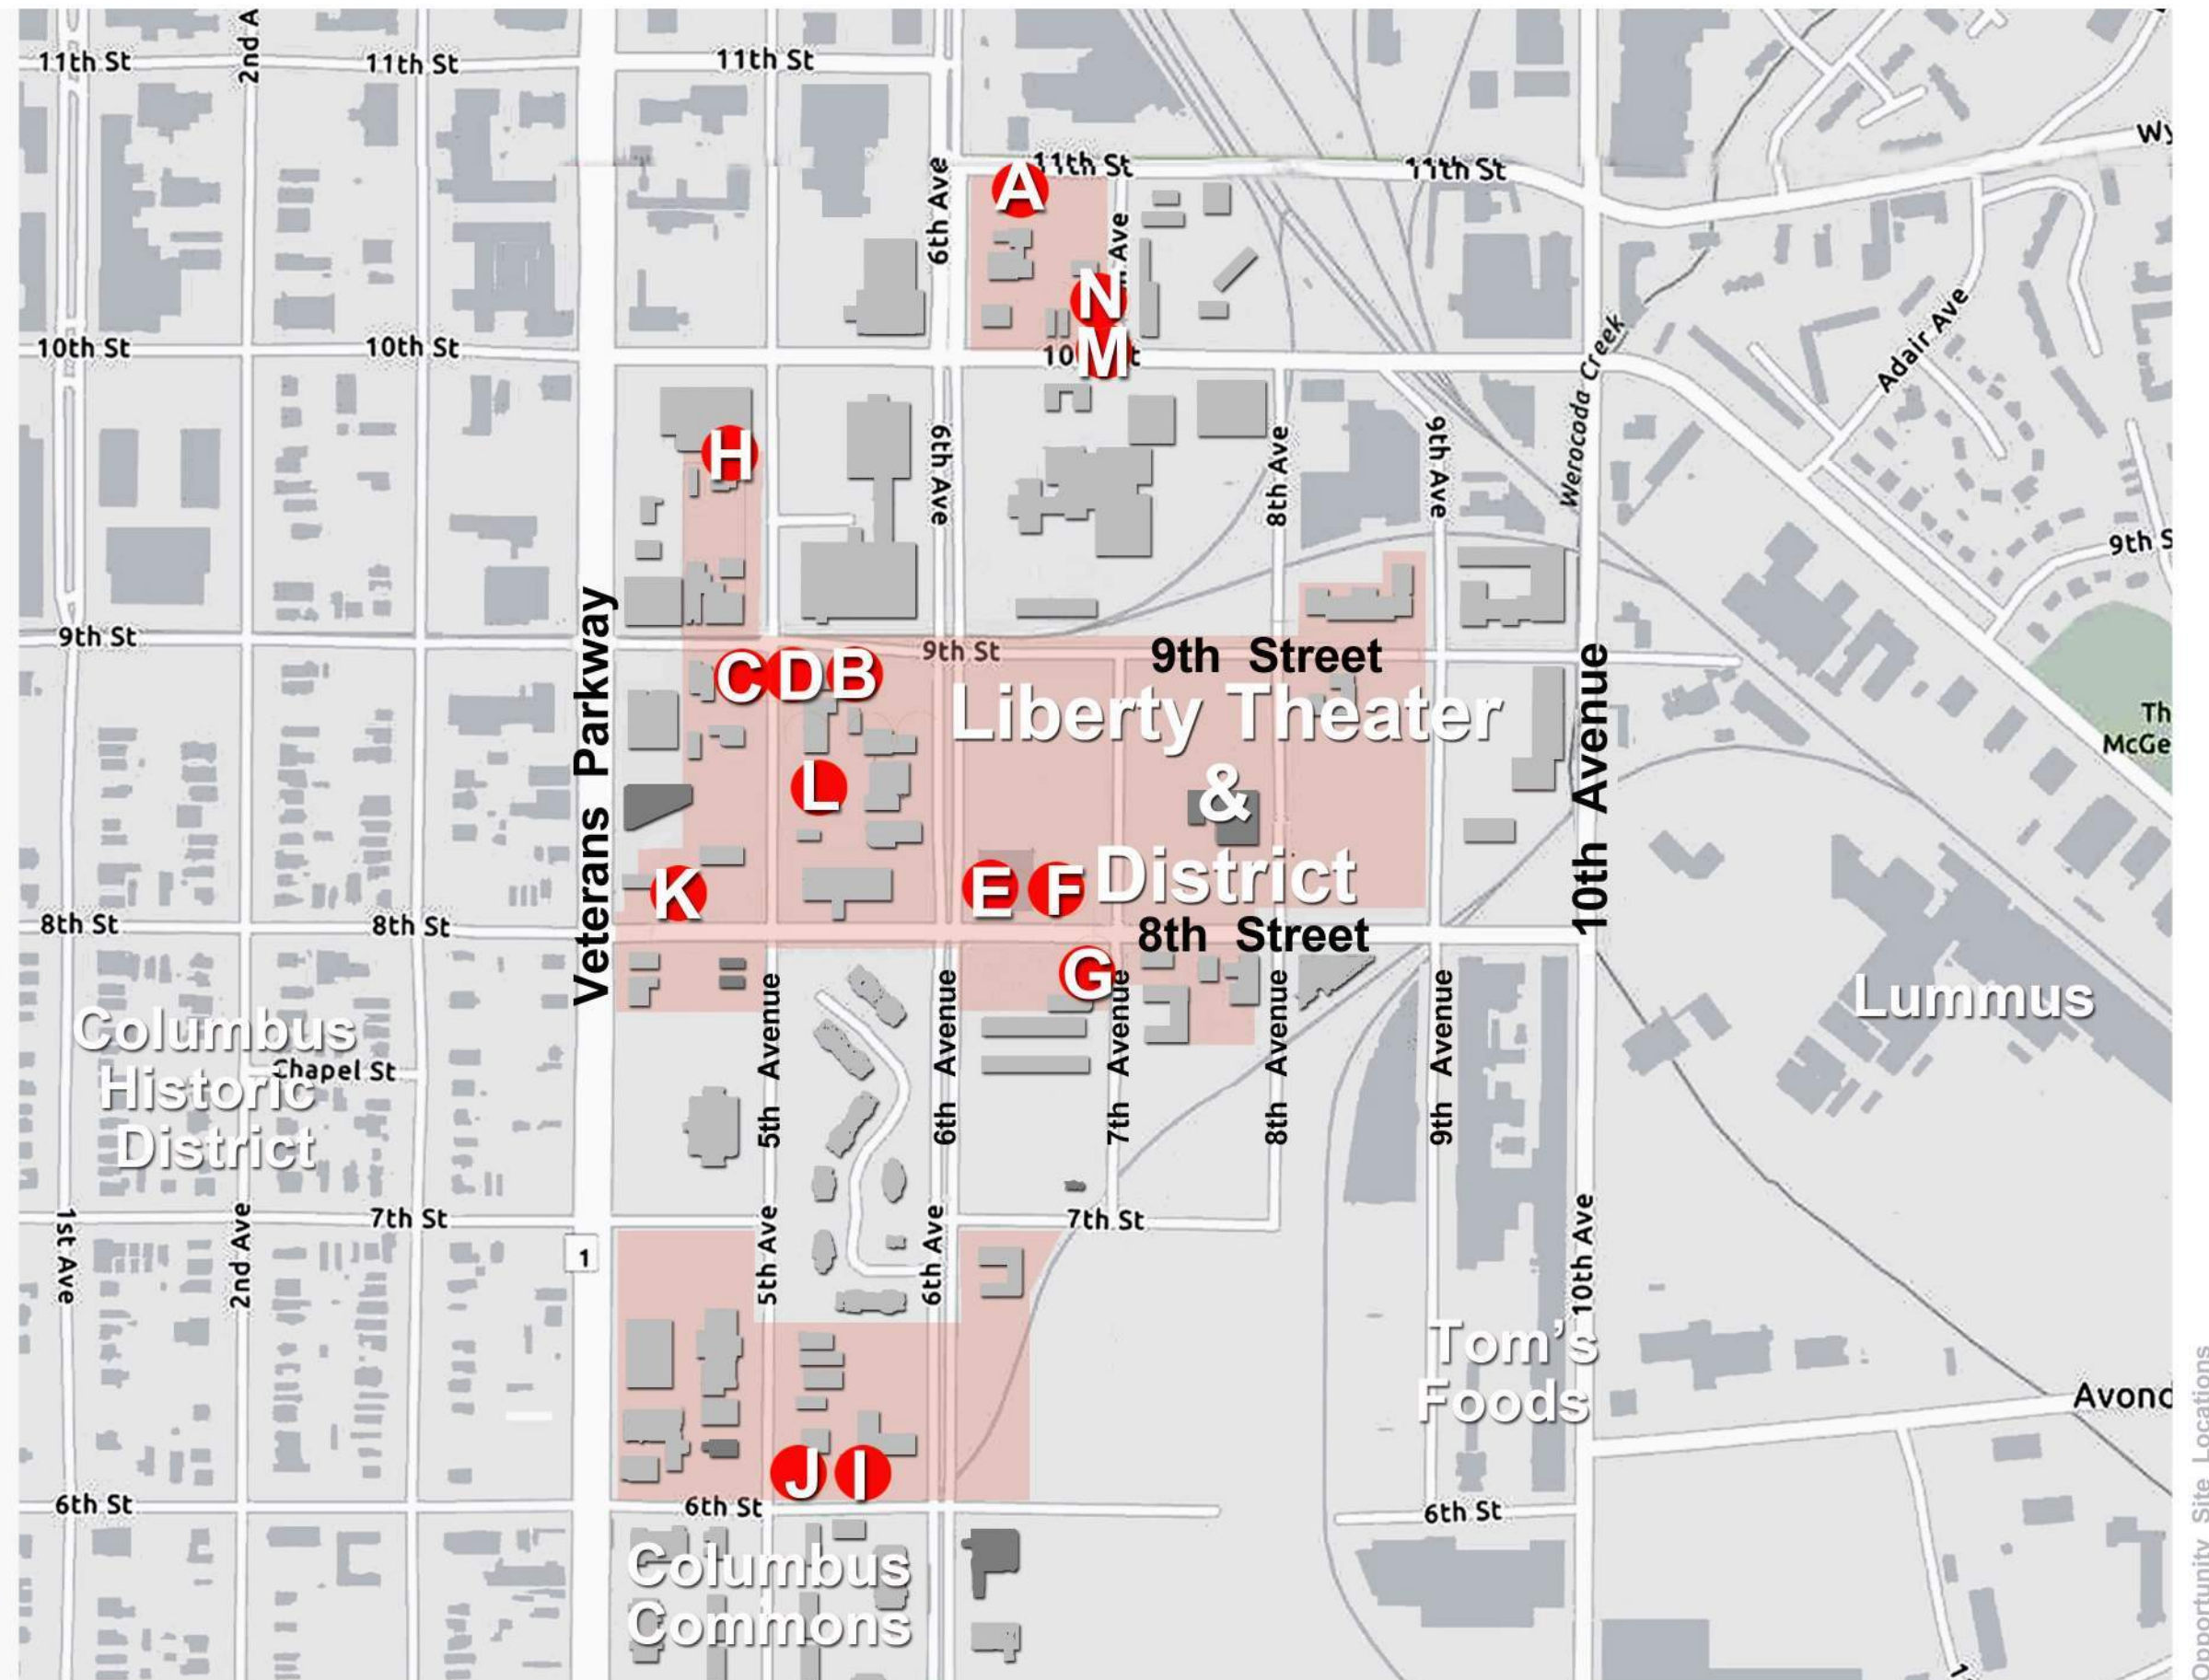 2nd A
11th St
11th St
11th St
11th St
11th St
Wy
A
6th Ave
Ave
N
10th St
10th St
10
M
t
Werocoda Creek
Adair Ave
H
6th Ave
8th Ave
9th Ave
9th S
9th St
9th St
9th Street
C
D
B
Liberty Theater
&
District
Veterans Parkway
10th Avenue
Th
McGe
L
K
E
F
8th St
8th St
8th Street
G
Columbus
Historic
District
Chapel St
5th Avenue
6th Avenue
7th Avenue
8th Avenue
9th Avenue
Lummus
1st Ave
2nd Ave
7th St
1
5th Ave
6th Ave
7th St
10th Ave
Tom's
Foods
Avond
J
I
6th St
6th St
6th St
Columbus
Commons
Opportunity Site Locations